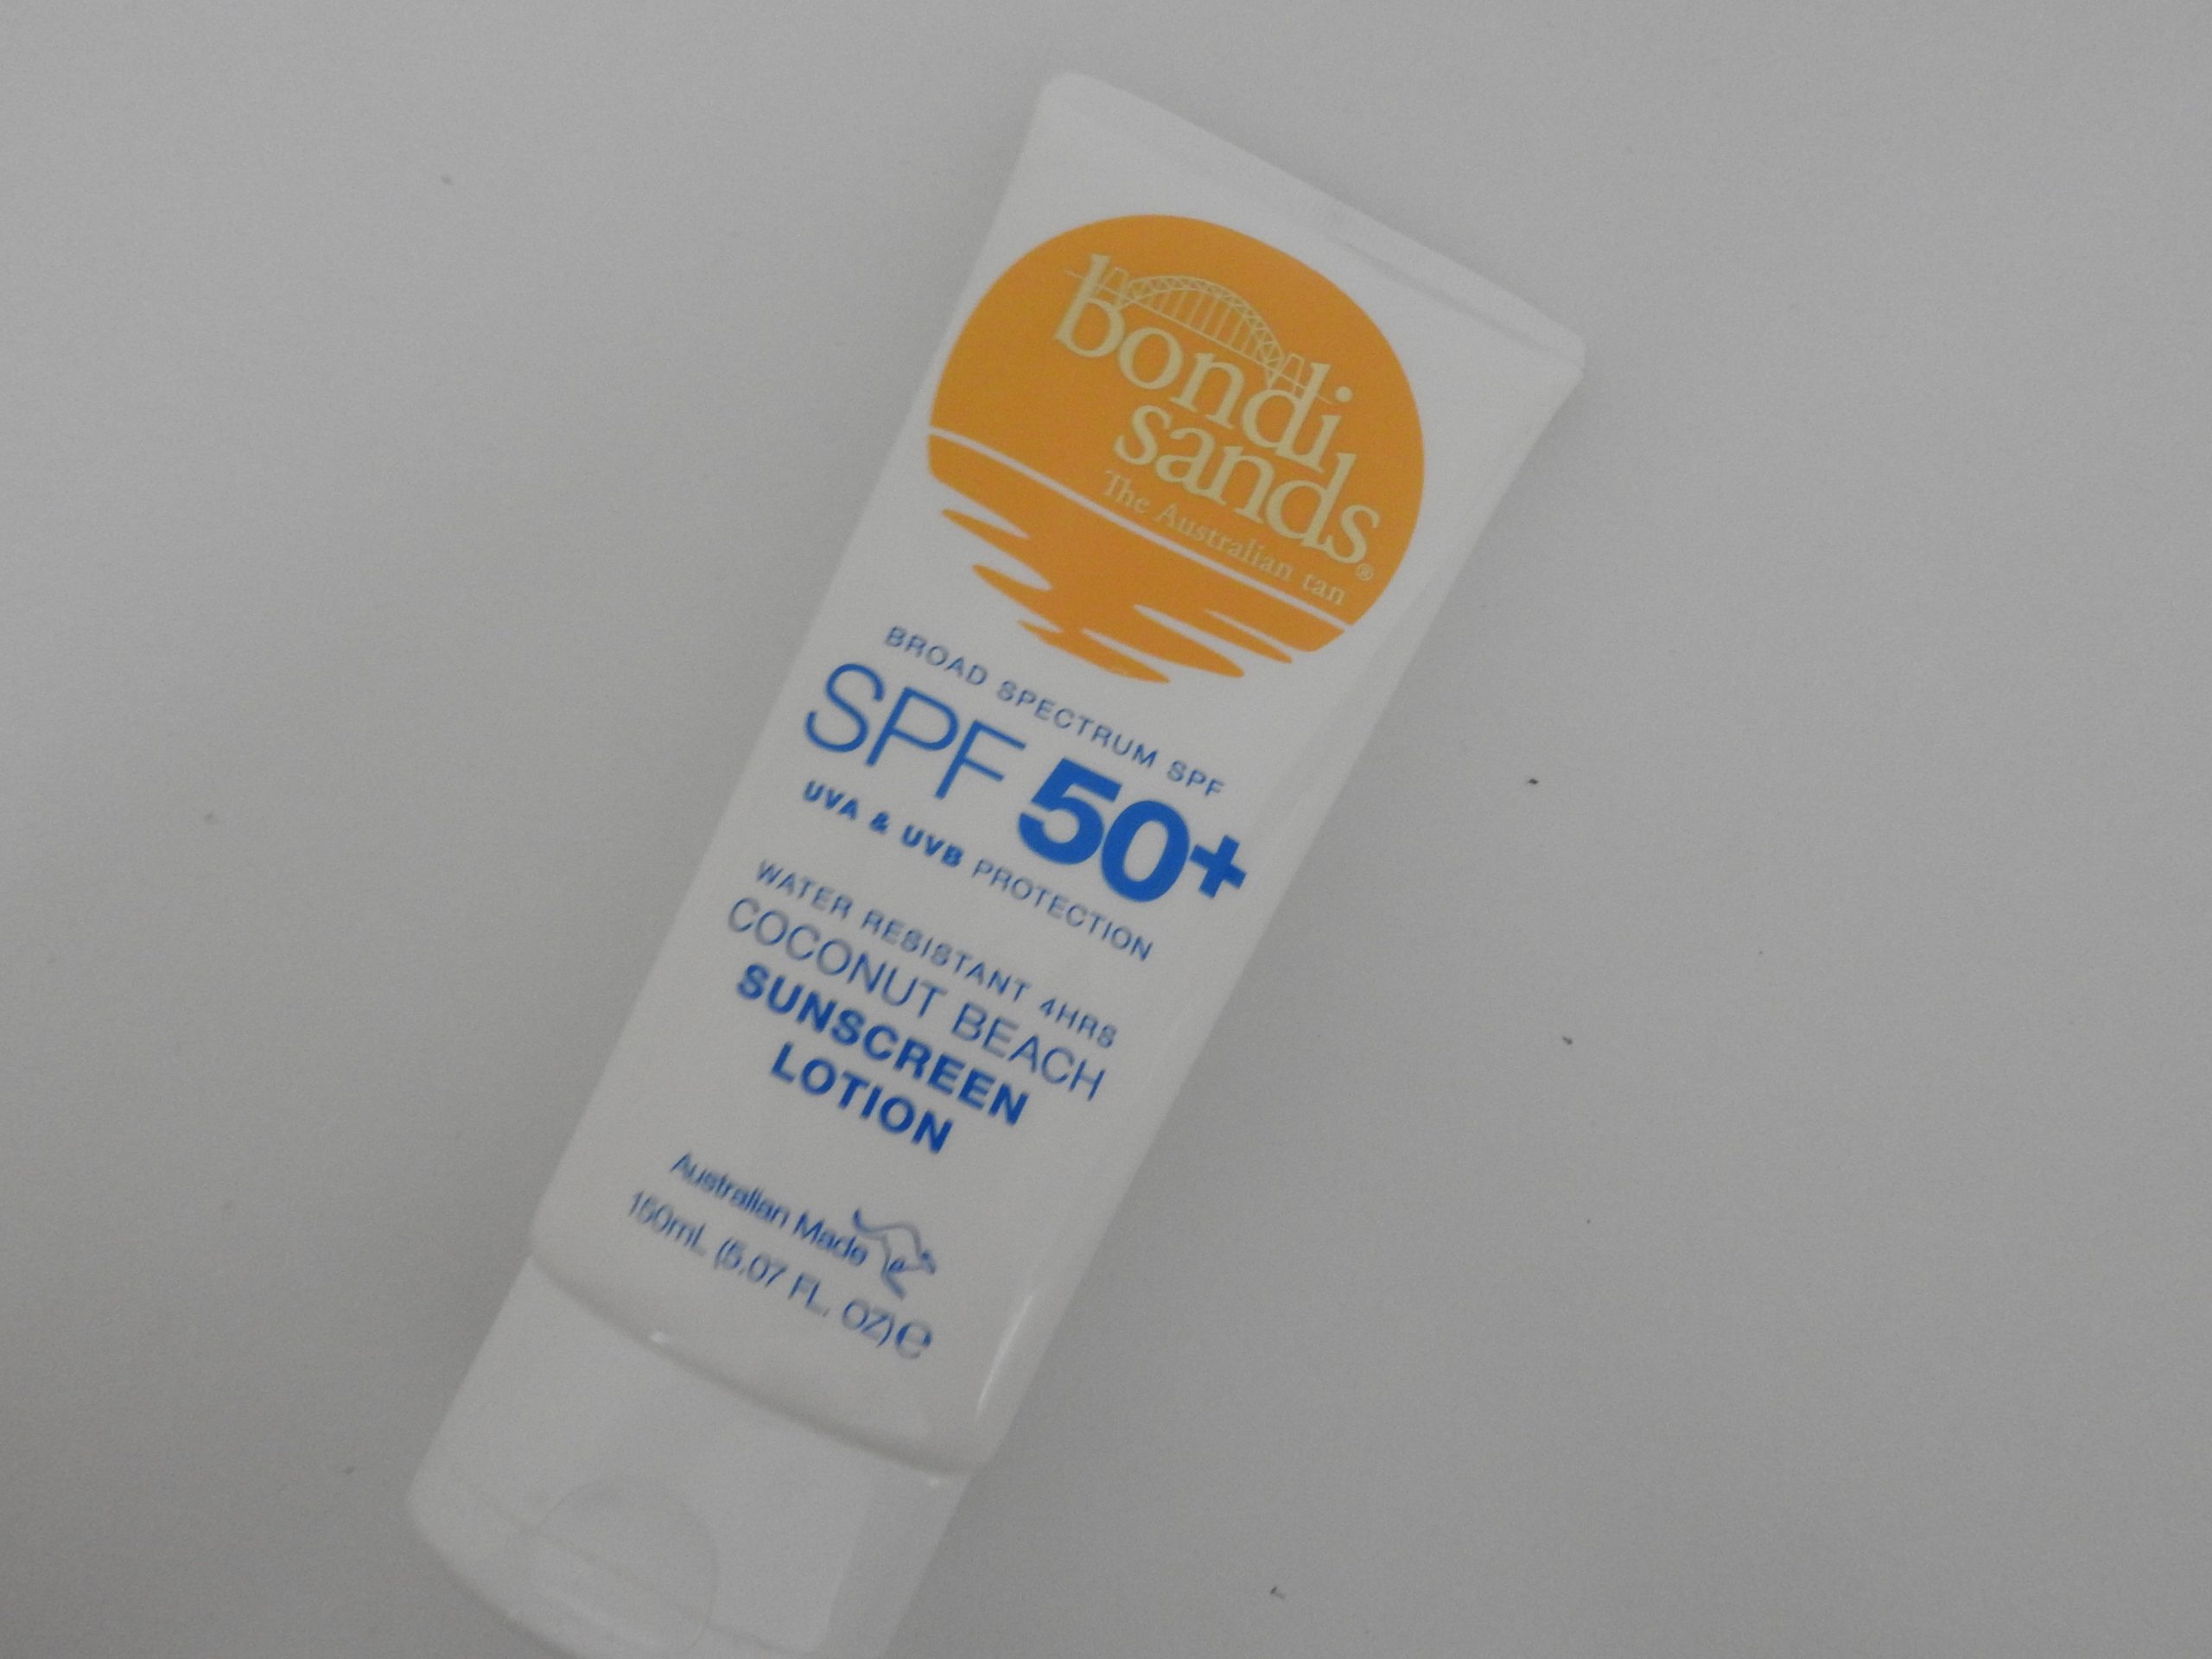 bondi
sands®
The Australian tan
BROAD SPECTRUM SPF
SPF 50+
UVA & UVB PROTECTION
WATER RESISTANT 4HRS
COCONUT BEACH
SUNSCREEN
LOTION
Australian Made
150mL (5.07 FL. OZ)℮